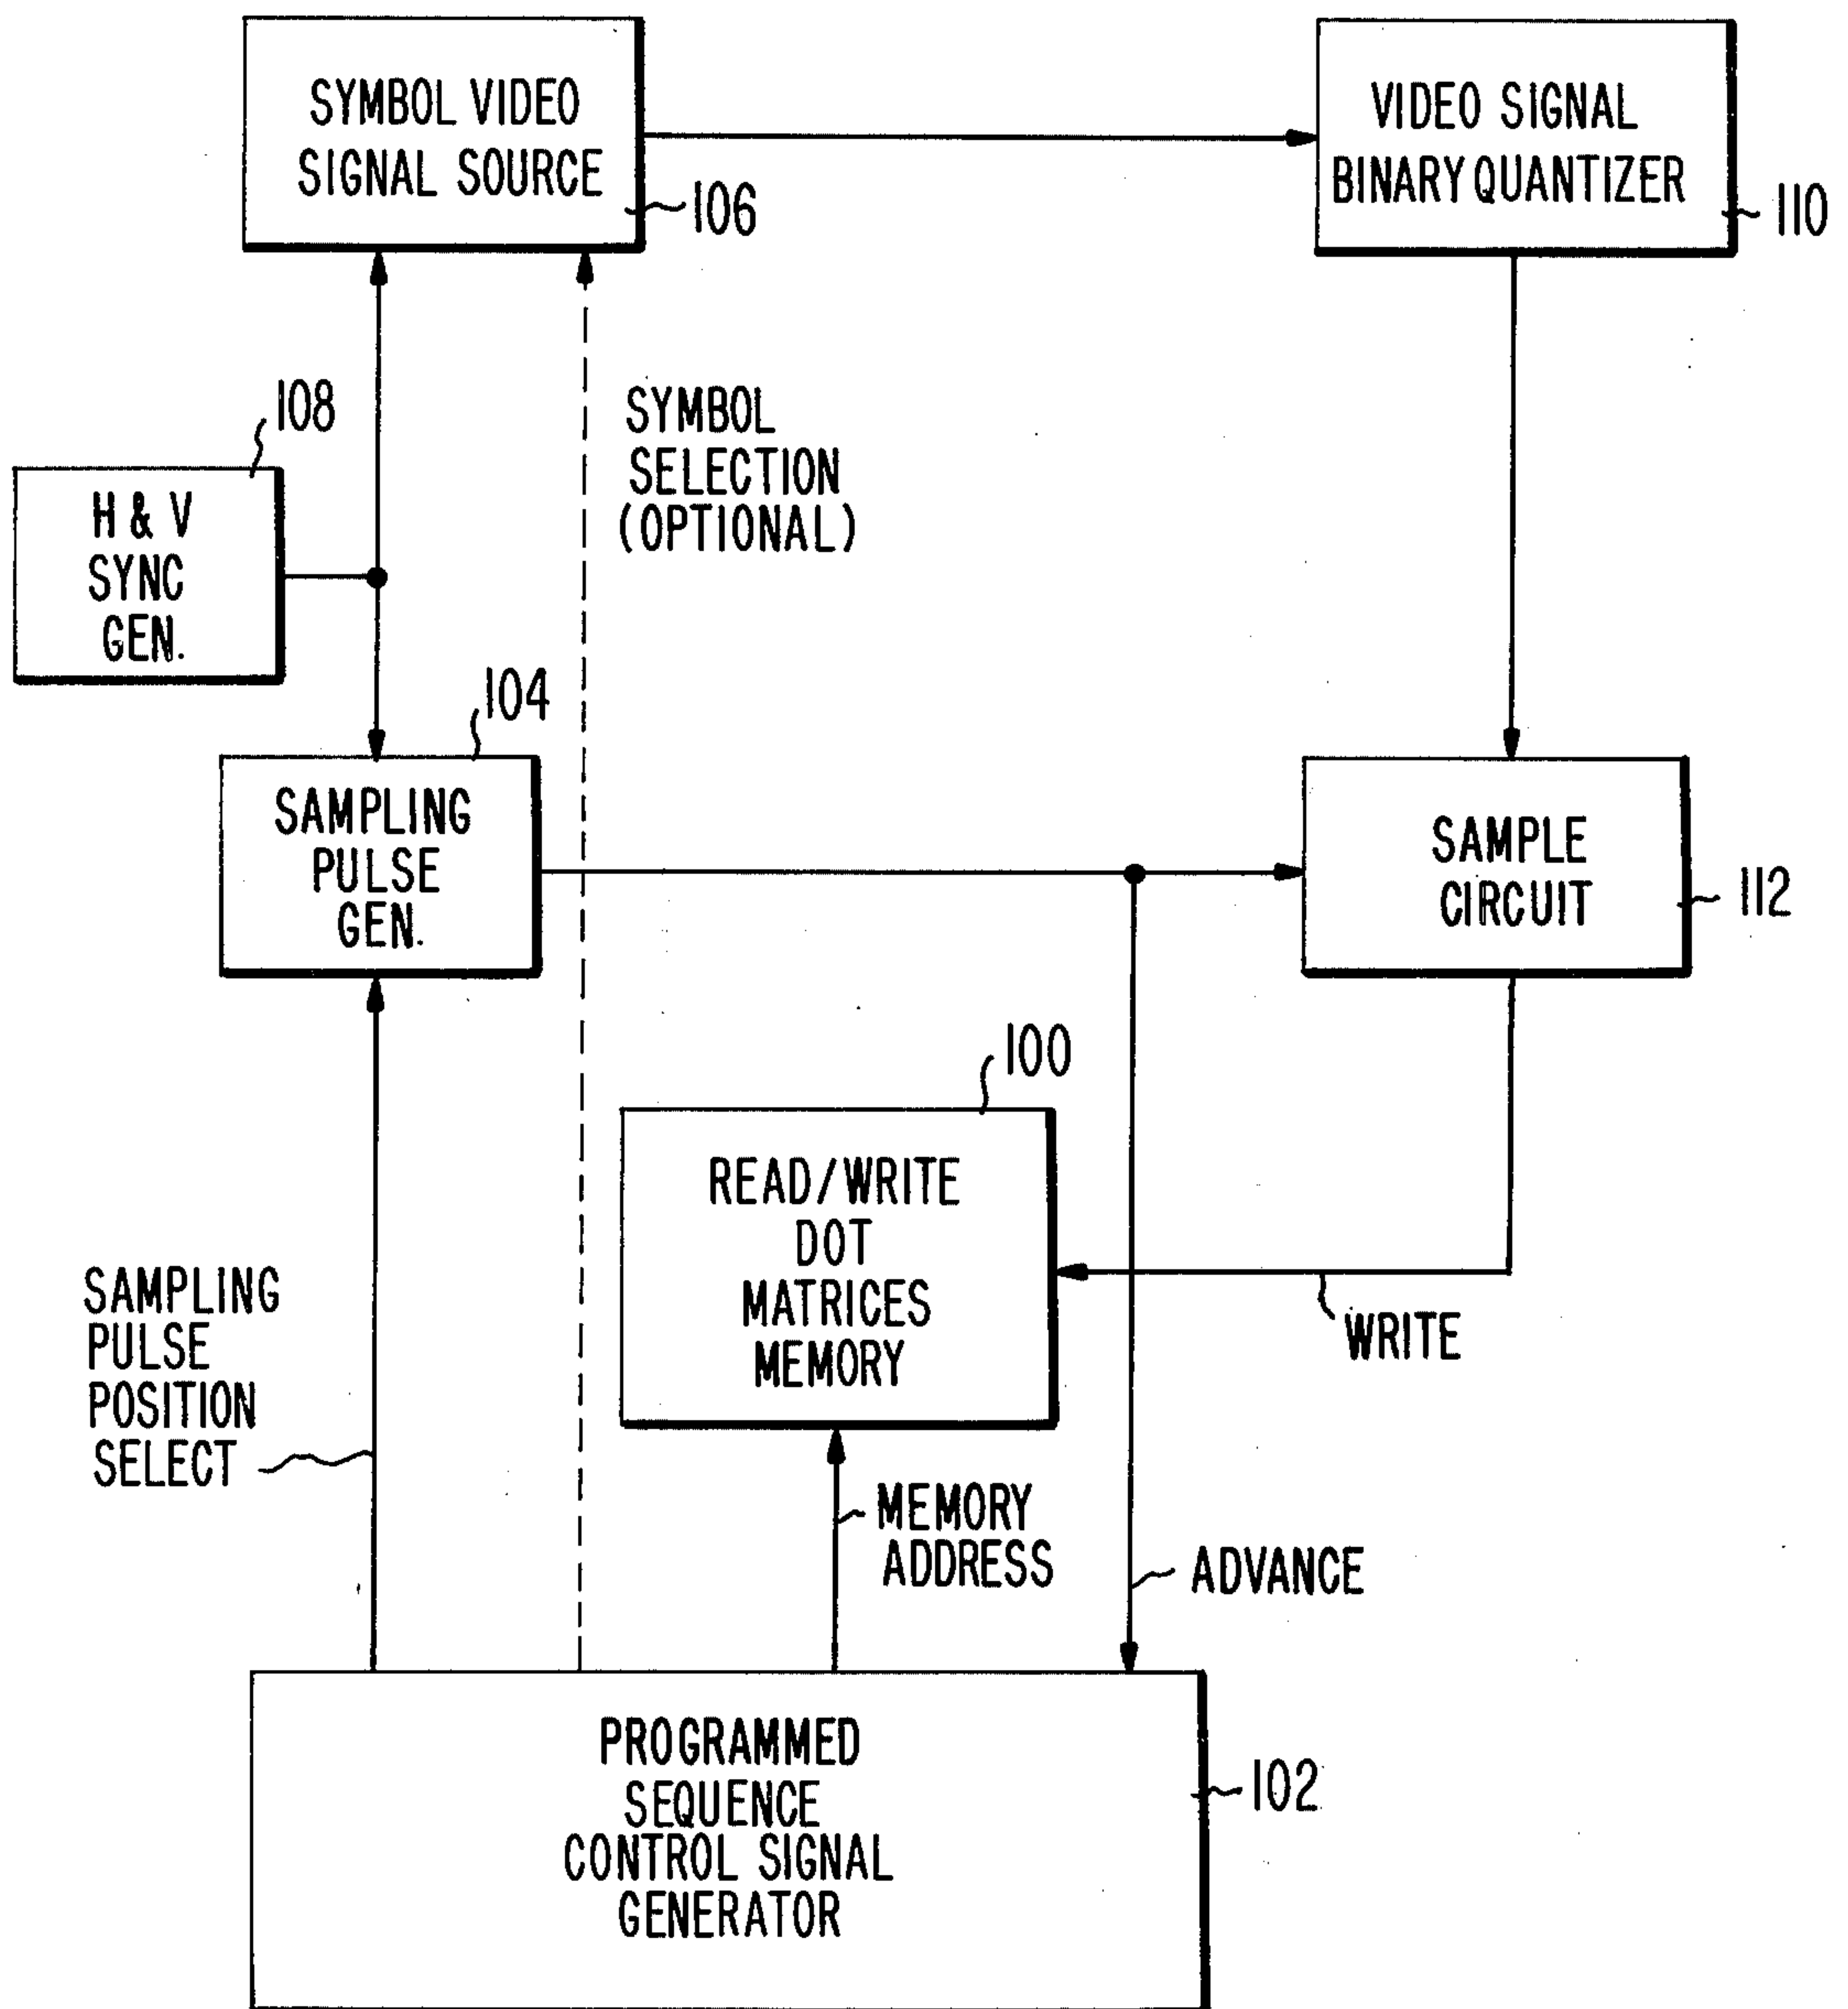 SYMBOL VIDEO
SIGNAL SOURCE
106
VIDEO SIGNAL
BINARY QUANTIZER
110
108
H & V
SYNC
GEN.
SYMBOL
SELECTION
(OPTIONAL)
104
SAMPLING
PULSE
GEN.
SAMPLE
CIRCUIT
112
100
READ/WRITE
DOT
MATRICES
MEMORY
WRITE
SAMPLING
PULSE
POSITION
SELECT
MEMORY
ADDRESS
ADVANCE
PROGRAMMED
SEQUENCE
CONTROL SIGNAL
GENERATOR
102